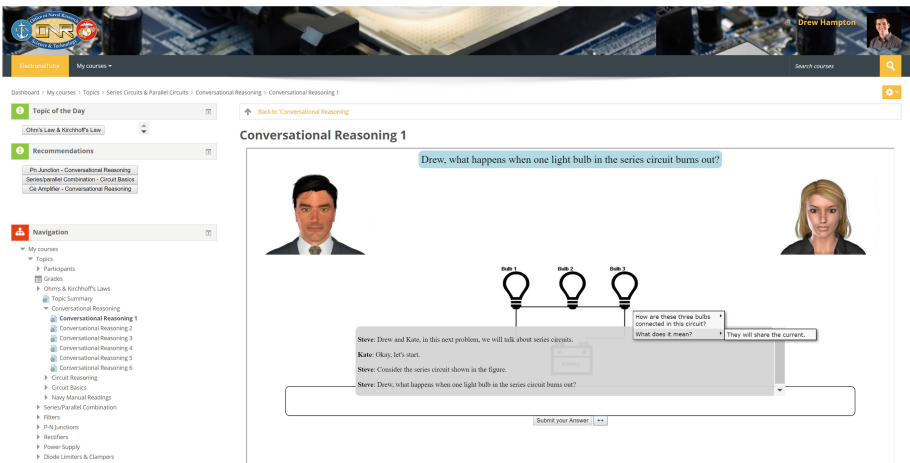 Office of Naval Research
ONR
Science & Technology
Drew Hampton
ElectronixTutor
My courses
Search courses
Dashboard › My courses › Topics › Series Circuits & Parallel Circuits › Conversational Reasoning › Conversational Reasoning 1
Topic of the Day
Ohm's Law & Kirchhoff's Law
Recommendations
Pn Junction - Conversational Reasoning
Series/parallel Combination - Circuit Basics
Ce Amplifier - Conversational Reasoning
Navigation
My courses
Topics
Participants
Grades
Ohm's & Kirchhoff's Laws
Topic Summary
Conversational Reasoning
Conversational Reasoning 1
Conversational Reasoning 2
Conversational Reasoning 3
Conversational Reasoning 4
Conversational Reasoning 5
Conversational Reasoning 6
Circuit Reasoning
Circuit Basics
Navy Manual Readings
Series/Parallel Combination
Filters
P-N Junctions
Rectifiers
Power Supply
Diode Limiters & Clampers
Back to 'Conversational Reasoning'
Conversational Reasoning 1
Drew, what happens when one light bulb in the series circuit burns out?
Bulb 1 Bulb 2 Bulb 3
How are these three bulbs
connected in this circuit?
What does it mean?
They will share the current.
Steve: Drew and Kate, in this next problem, we will talk about series circuits.
Kate: Okay, let's start.
Steve: Consider the series circuit shown in the figure.
Steve: Drew, what happens when one light bulb in the series circuit burns out?
Submit your Answer ++